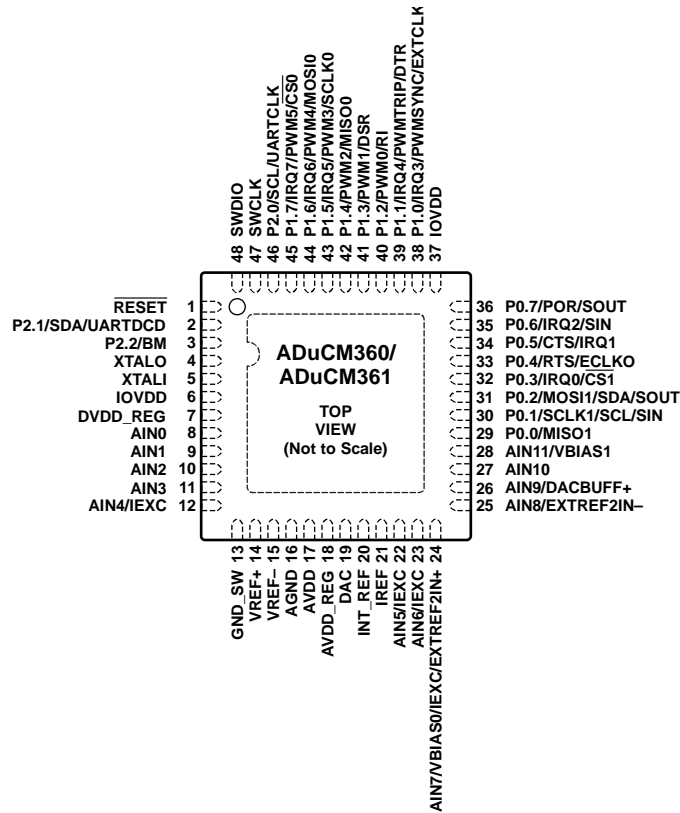 48 SWDIO
47 SWCLK
46 P2.0/SCL/UARTCLK
45 P1.7/IRQ7/PWM5/C̅S̅0̅
44 P1.6/IRQ6/PWM4/MOSI0
43 P1.5/IRQ5/PWM3/SCLK0
42 P1.4/PWM2/MISO0
41 P1.3/PWM1/DSR
40 P1.2/PWM0/RI
39 P1.1/IRQ4/PWMTRIP/DTR
38 P1.0/IRQ3/PWMSYNC/EXTCLK
37 IOVDD
R̅E̅S̅E̅T̅ 1
P2.1/SDA/UARTDCD 2
P2.2/BM 3
XTALO 4
XTALI 5
IOVDD 6
DVDD_REG 7
AIN0 8
AIN1 9
AIN2 10
AIN3 11
AIN4/IEXC 12
ADuCM360/
ADuCM361
TOP
VIEW
(Not to Scale)
36 P0.7/POR/SOUT
35 P0.6/IRQ2/SIN
34 P0.5/CTS/IRQ1
33 P0.4/RTS/ECLKO
32 P0.3/IRQ0/C̅S̅1̅
31 P0.2/MOSI1/SDA/SOUT
30 P0.1/SCLK1/SCL/SIN
29 P0.0/MISO1
28 AIN11/VBIAS1
27 AIN10
26 AIN9/DACBUFF+
25 AIN8/EXTREF2IN–
GND_SW 13
VREF+ 14
VREF– 15
AGND 16
AVDD 17
AVDD_REG 18
DAC 19
INT_REF 20
IREF 21
AIN5/IEXC 22
AIN6/IEXC 23
AIN7/VBIAS0/IEXC/EXTREF2IN+ 24